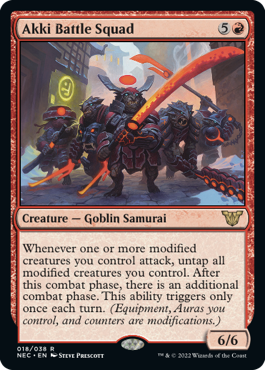 Akki Battle Squad 5
Creature — Goblin Samurai
Whenever one or more modified
creatures you control attack, untap all
modified creatures you control. After
this combat phase, there is an additional
combat phase. This ability triggers only
once each turn. (Equipment, Auras you
control, and counters are modifications.)
6/6
018/038 R
NEC • EN Steve Prescott
™ & © 2022 Wizards of the Coast